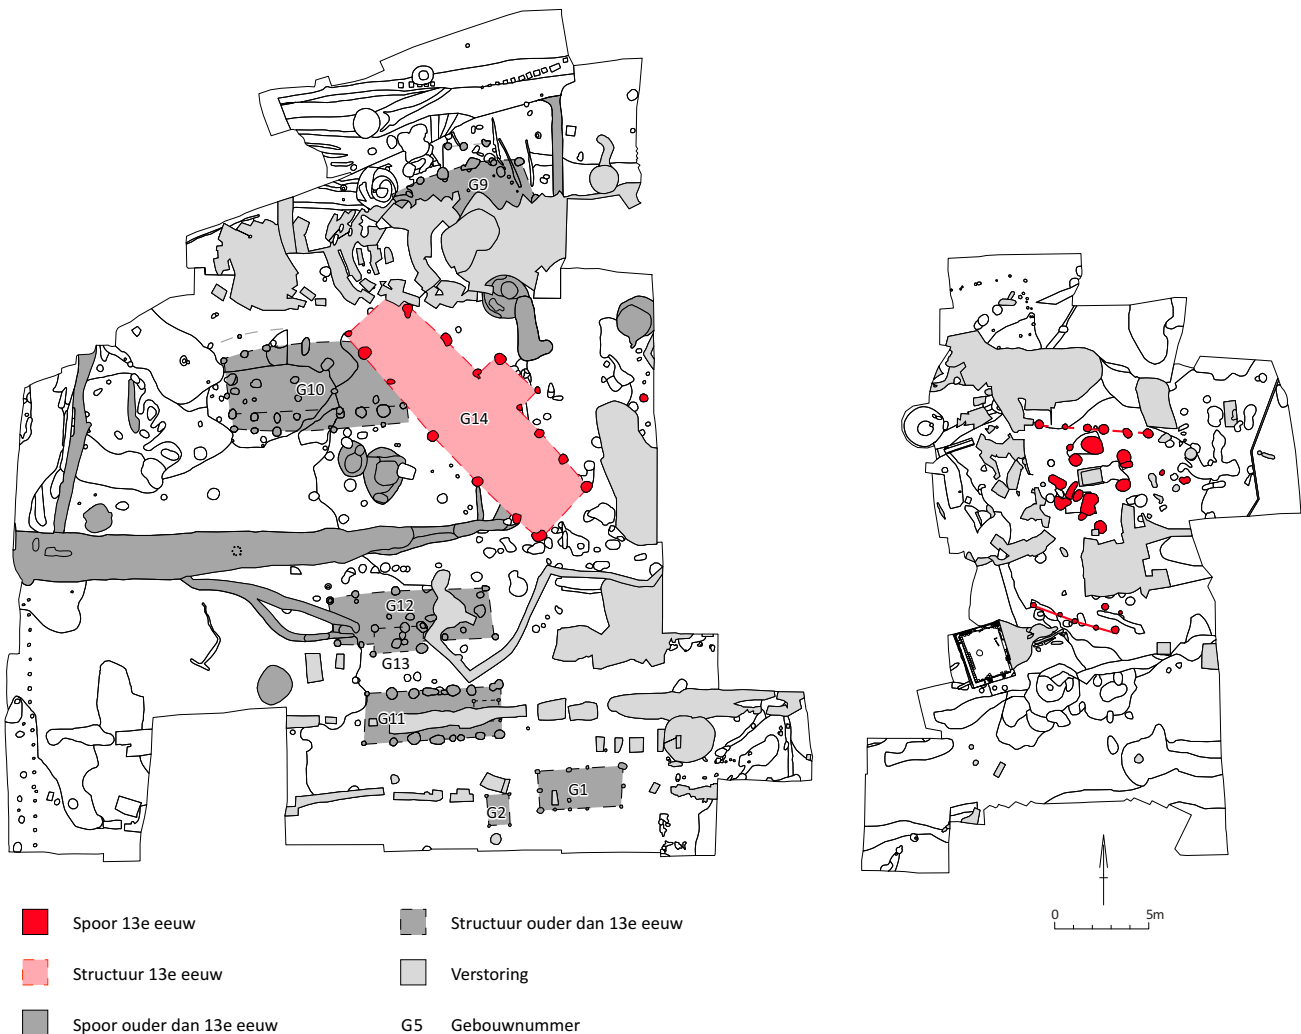 G9
G10
G14
G12
G13
G11
G1
G2
0 5m
Spoor 13e eeuw
Structuur 13e eeuw
Spoor ouder dan 13e eeuw
Structuur ouder dan 13e eeuw
Verstoring
G5 Gebouwnummer